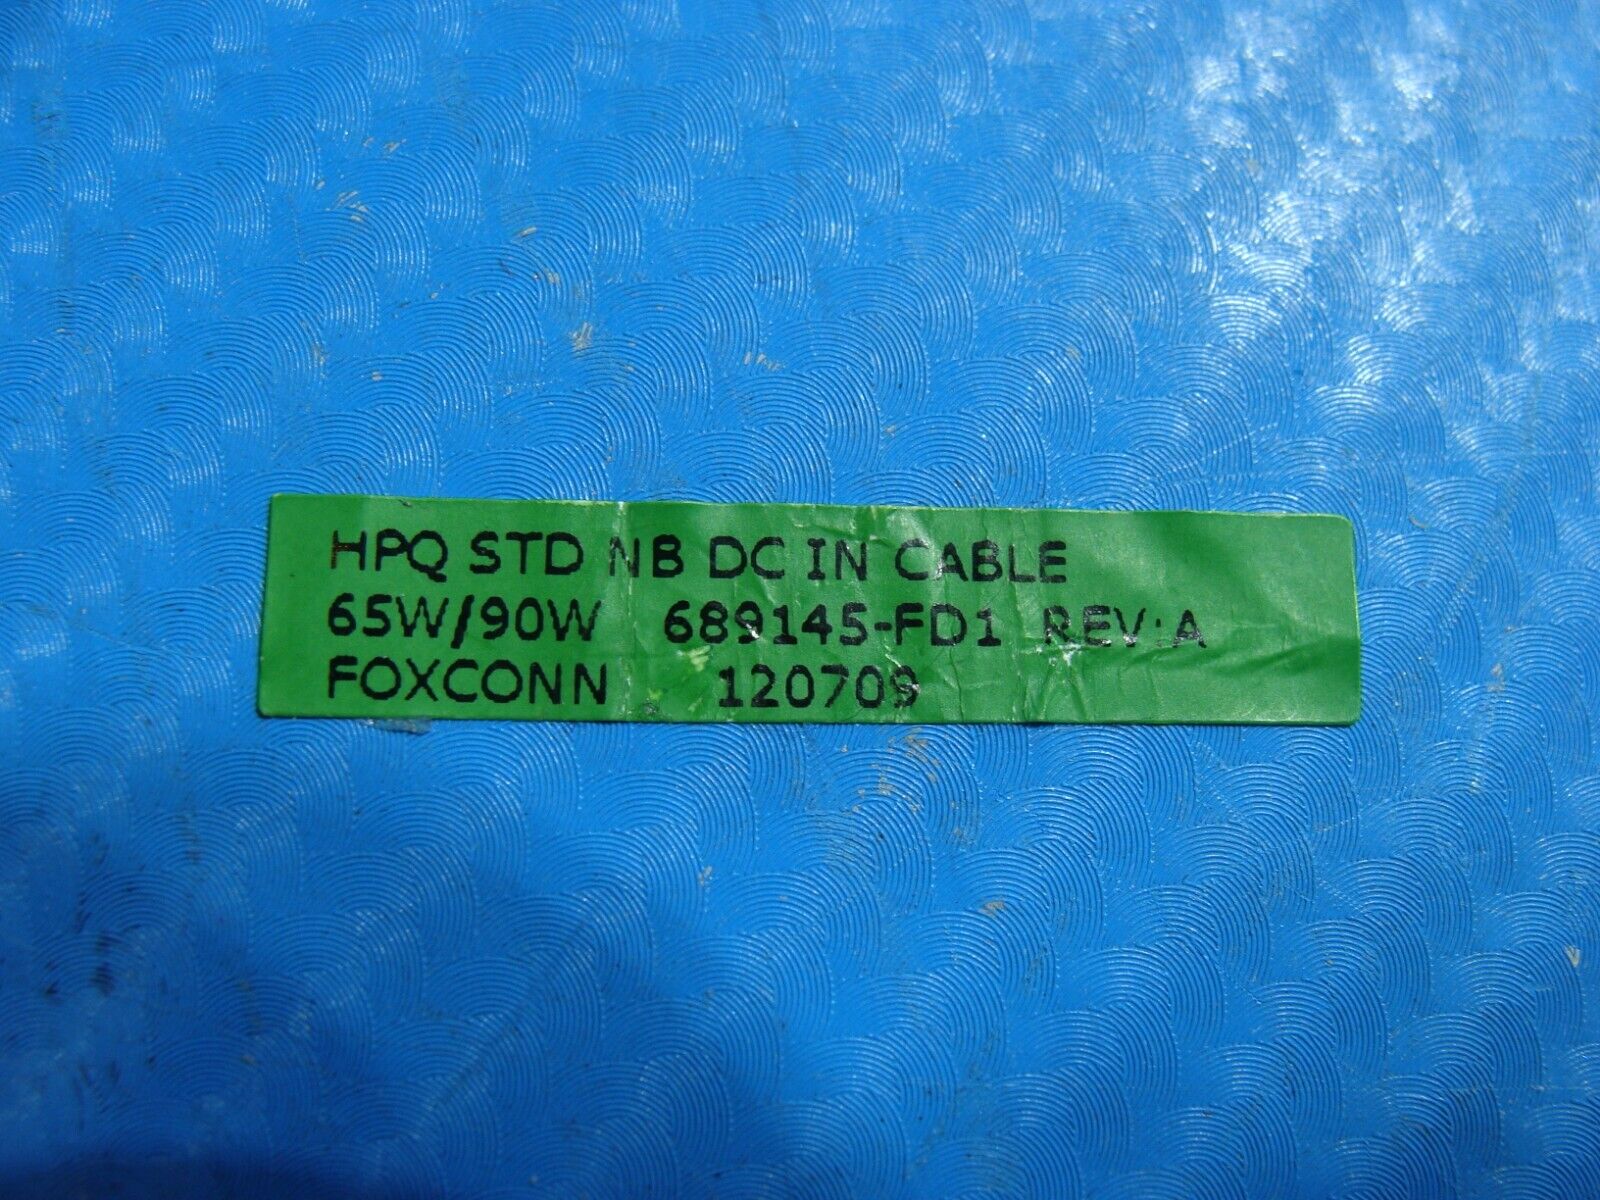 HPQ STD NB DC IN CABLE
65W/90W 689145-FD1 REV:A
FOXCONN 120709